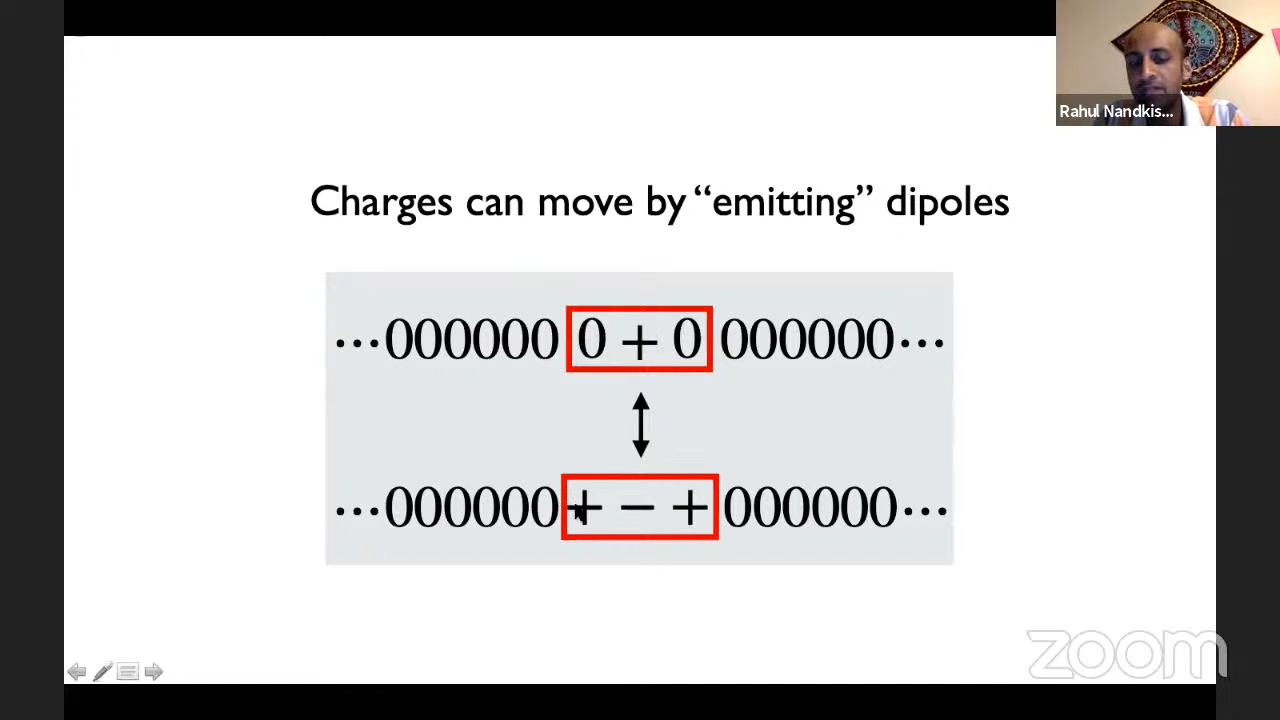 Rahul Nandkis...
Charges can move by “emitting” dipoles
...000000 0 + 0 000000...
...000000 + − + 000000...
zoom